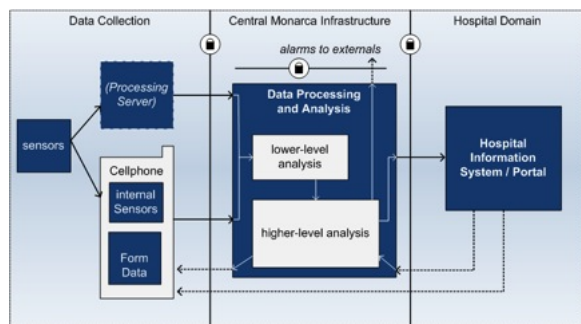 Data Collection
Central Monarca Infrastructure
Hospital Domain
alarms to externals
(Processing
Server)
Data Processing
and Analysis
sensors
Cellphone
internal
Sensors
Form
Data
lower-level
analysis
higher-level analysis
Hospital
Information
System / Portal